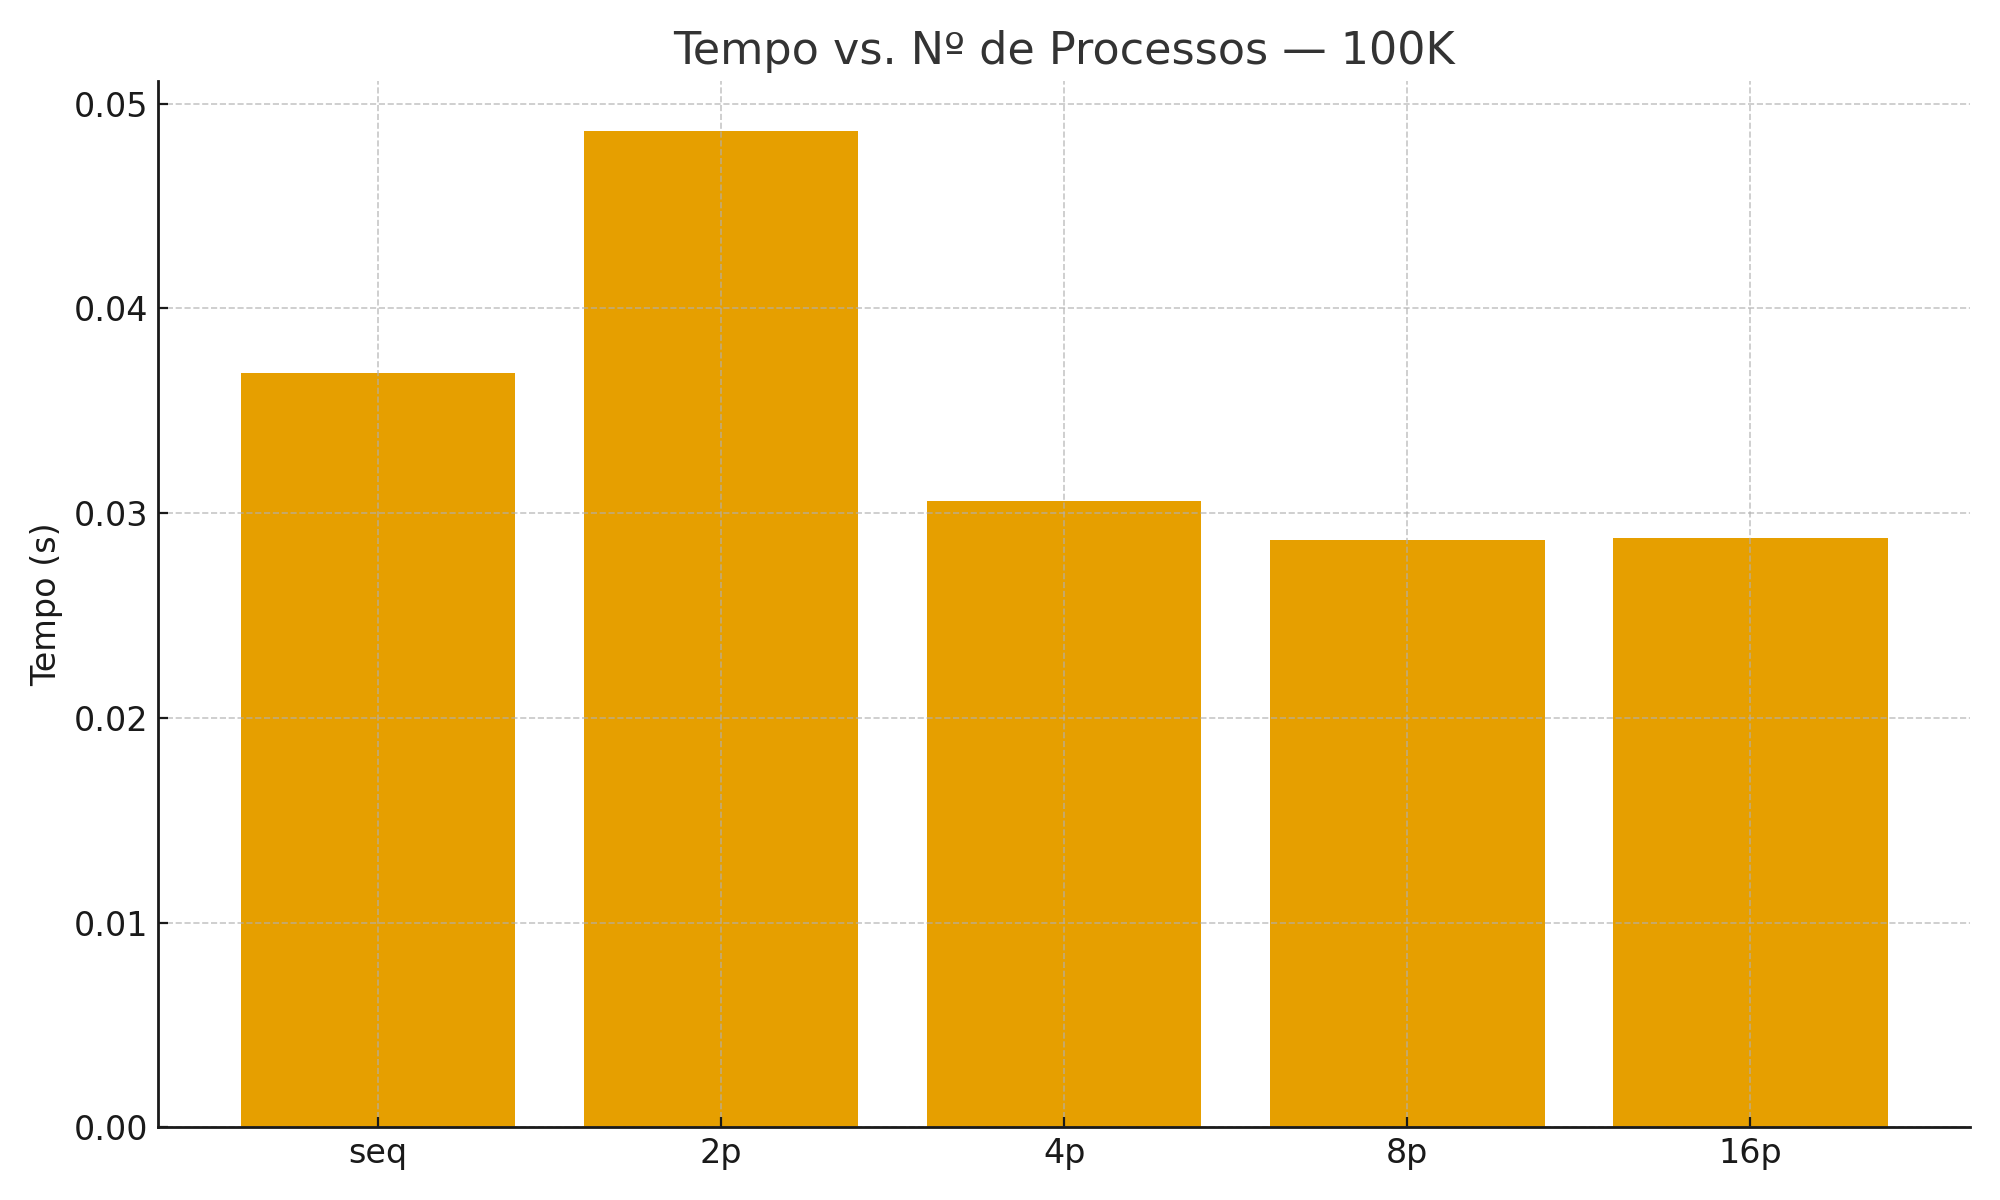 Tempo vs. Nº de Processos — 100K
Tempo (s)
0.05
0.04
0.03
0.02
0.01
0.00
seq 2p 4p 8p 16p